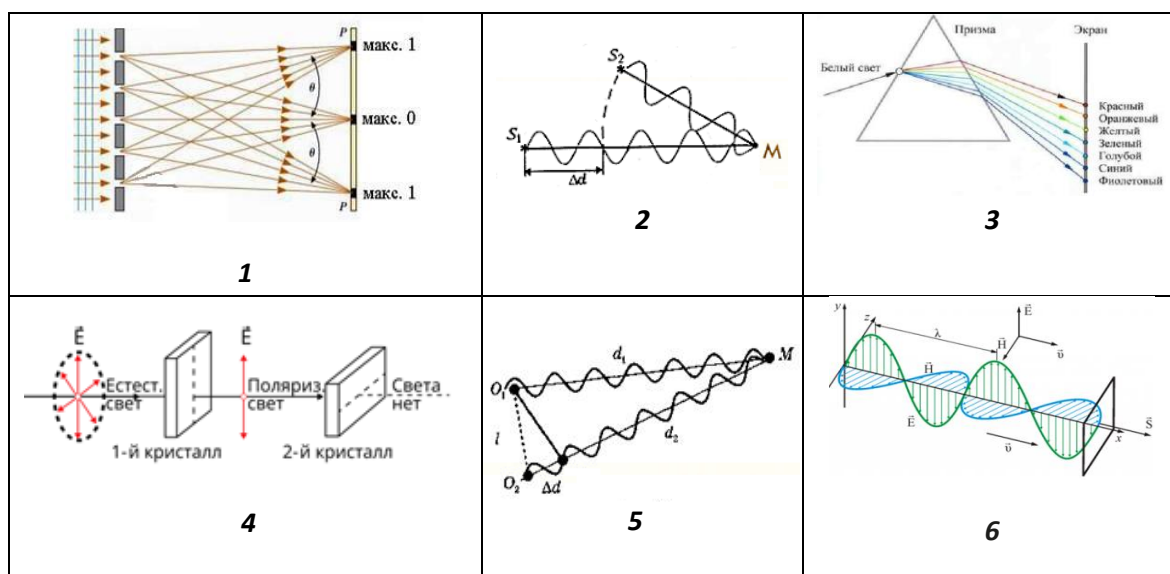 P
макс. 1
θ
макс. 0
θ
макс. 1
P
1
S₂
S₁
M
Δd
2
Призма
Экран
Белый свет
Красный
Оранжевый
Желтый
Зеленый
Голубой
Синий
Фиолетовый
3
E⃗
E⃗
Естест.
свет
Поляриз.
свет
Света
нет
1-й кристалл
2-й кристалл
4
d₁
M
O₁
l
d₂
O₂
Δd
5
y
z
λ
E⃗
H⃗
H⃗
υ⃗
E⃗
υ⃗
x
S⃗
6